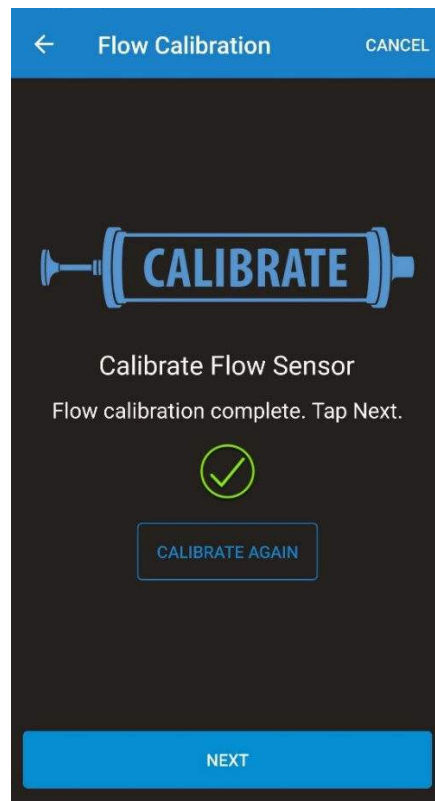 Flow Calibration
CANCEL
CALIBRATE
Calibrate Flow Sensor
Flow calibration complete. Tap Next.
CALIBRATE AGAIN
NEXT